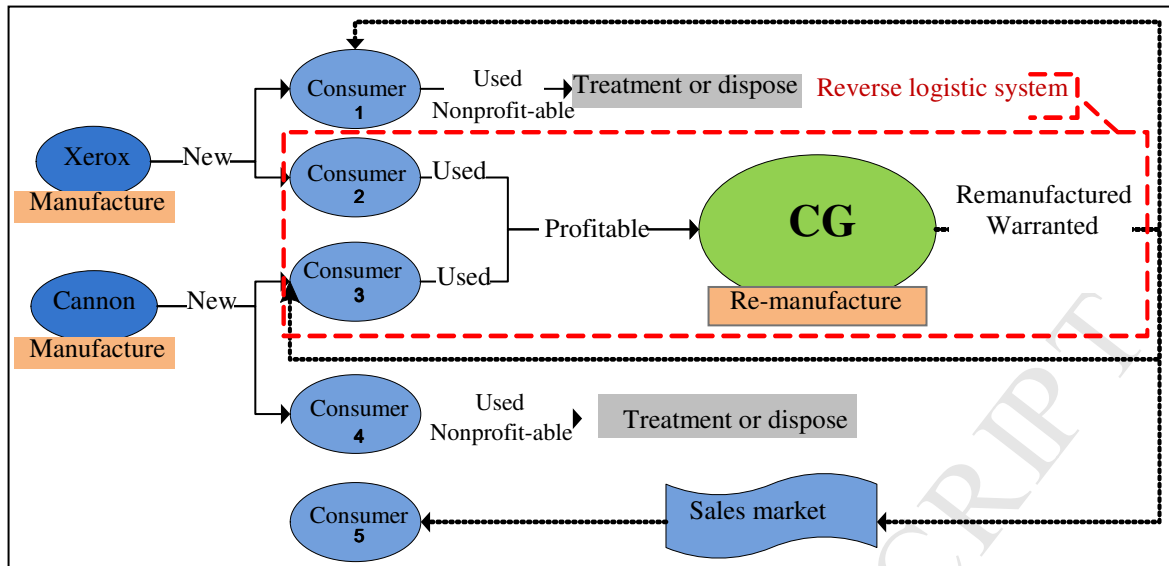 Consumer
1
Used
Nonprofit-able
Treatment or dispose
Reverse logistic system
Xerox
Manufacture
New
Consumer
2
Used
Profitable
CG
Re-manufacture
Remanufactured
Warranted
Cannon
Manufacture
New
Consumer
3
Used
Consumer
4
Used
Nonprofit-able
Treatment or dispose
Consumer
5
Sales market
CRIPT